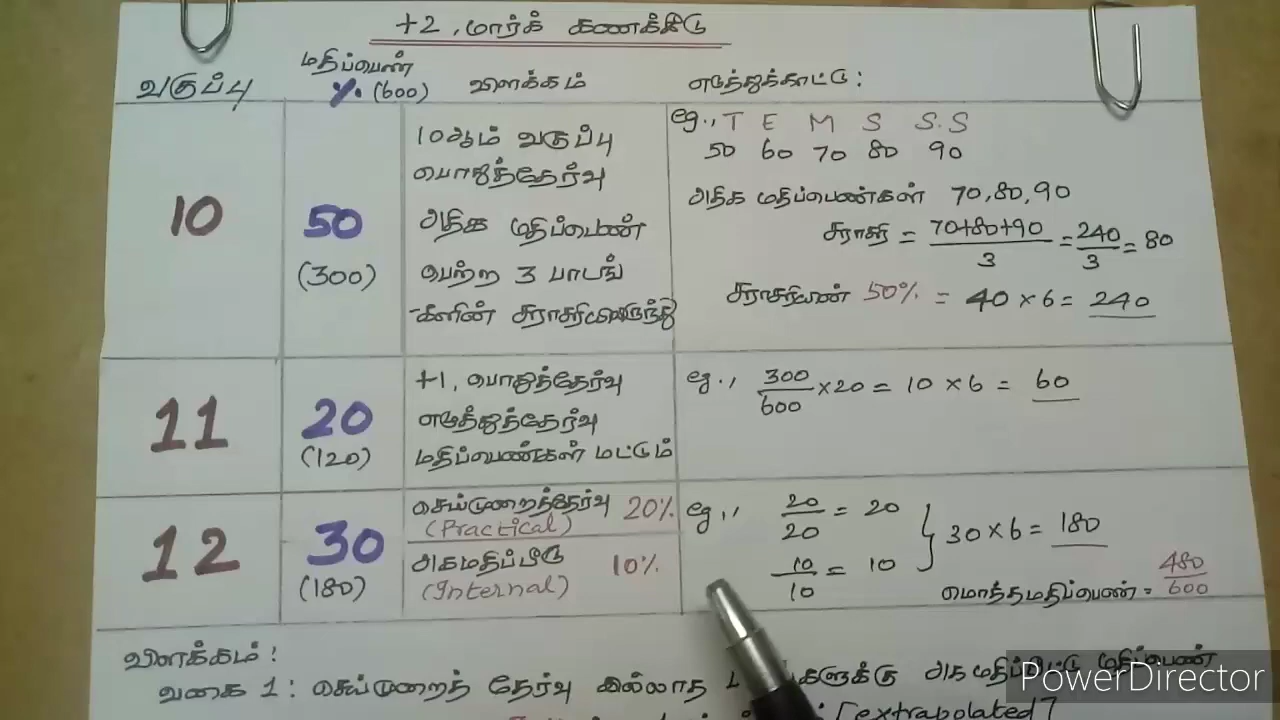 +2, மார்க் கணக்கீடு
வகுப்பு
மதிப்பெண்
% (600)
விளக்கம்
எடுத்துக்காட்டு:
10
50
(300)
10ஆம் வகுப்பு
பொதுத்தேர்வு
அதிக மதிப்பெண்
பெற்ற 3 பாடங்
-களின் சராசரியிலிருந்து
eg., T E M S S.S
50 60 70 80 90
அதிக மதிப்பெண்கள் 70,80,90
சராசரி = 70+80+90/3 = 240/3 = 80
சராசரியின் 50% = 40 × 6 = 240
11
20
(120)
+1, பொதுத்தேர்வு
எழுத்துத்தேர்வு
மதிப்பெண்கள் மட்டும்
eg., 300/600 × 20 = 10 × 6 = 60
12
30
(180)
செய்முறைத்தேர்வு 20%
(Practical)
அகமதிப்பீடு 10%
(Internal)
eg., 20/20 = 20
10/10 = 10
} 30 × 6 = 180
மொத்தமதிப்பெண் = 480/600
விளக்கம்:
வகை 1: செய்முறைத் தேர்வு இல்லாத அகமதிப்பீட்டு மதிப்பெண்
[extrapolated]
PowerDirector